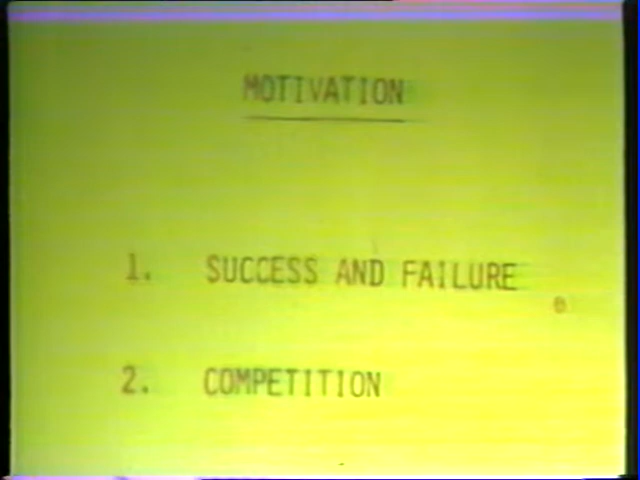 MOTIVATION
1. SUCCESS AND FAILURE
2. COMPETITION